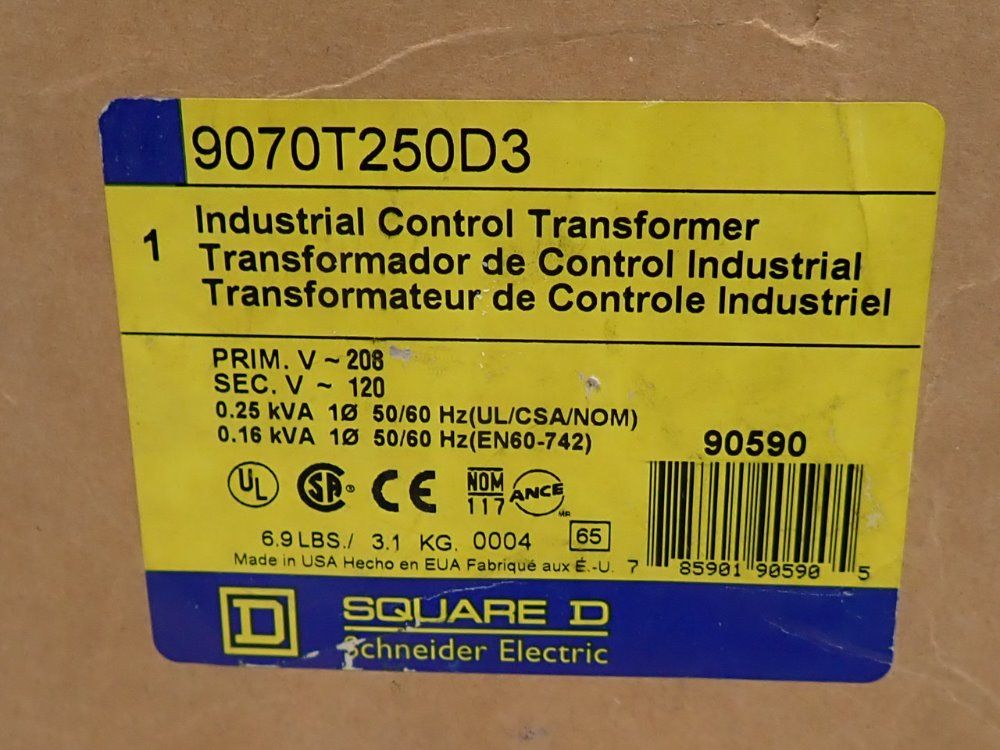 9070T250D3
1
Industrial Control Transformer
Transformador de Control Industrial
Transformateur de Controle Industriel
PRIM. V ~ 208
SEC. V ~ 120
0.25 kVA 1Ø 50/60 Hz(UL/CSA/NOM)
0.16 kVA 1Ø 50/60 Hz(EN60-742)
90590
UL SA CE NOM 117 ANCE MR
6.9 LBS./ 3.1 KG. 0004 65
Made in USA Hecho en EUA Fabriqué aux É.-U.
7 85901 90590 5
D SQUARE D
Schneider Electric